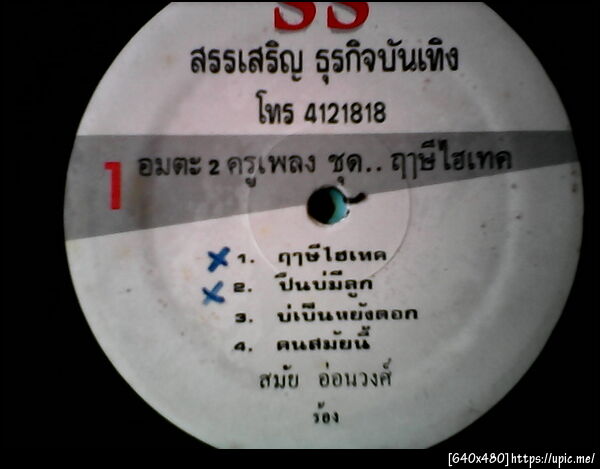 SS
สรรเสริญ ธุรกิจบันเทิง
โทร 4121818
1 อมตะ 2 ครูเพลง ชุด.. ฤๅษีไฮเทค
1. ฤๅษีไฮเทค
2. ปืนบ่มีลูก
3. บ่เป็นหยังดอก
4. คนสมัยนี้
สมัย อ่อนวงศ์
ร้อง
[640x480]https://upic.me/